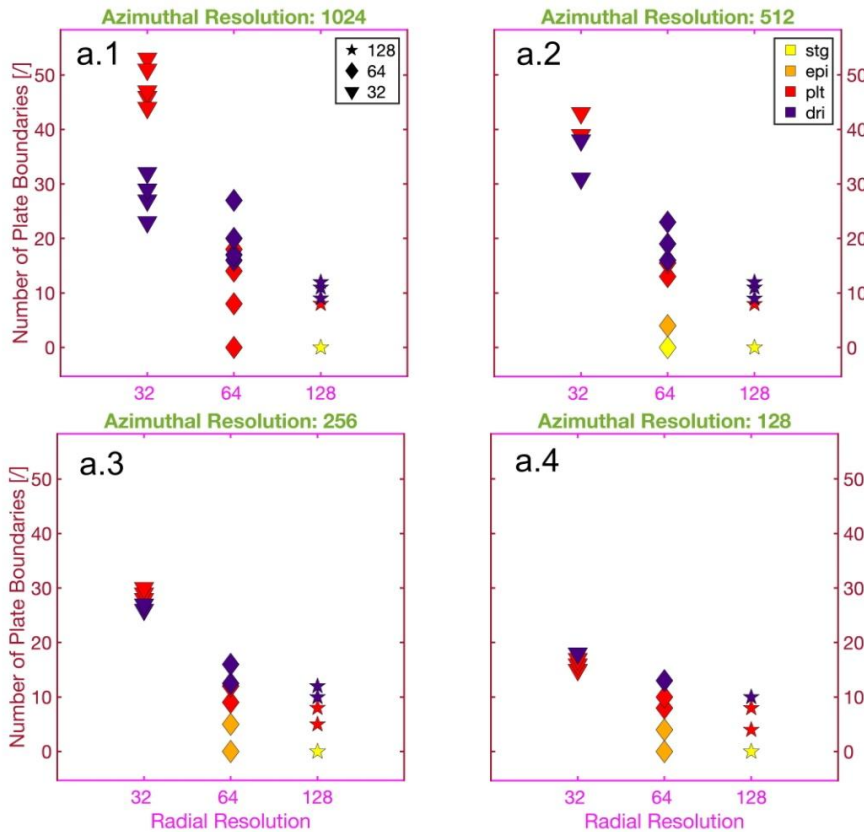 Azimuthal Resolution: 1024
a.1
128
64
32
50
40
30
20
10
0
32 64 128
Number of Plate Boundaries [/]
Azimuthal Resolution: 512
a.2
stg
epi
plt
dri
50
40
30
20
10
0
32 64 128
Azimuthal Resolution: 256
a.3
50
40
30
20
10
0
32 64 128
Number of Plate Boundaries [/]
Radial Resolution
Azimuthal Resolution: 128
a.4
50
40
30
20
10
0
32 64 128
Radial Resolution